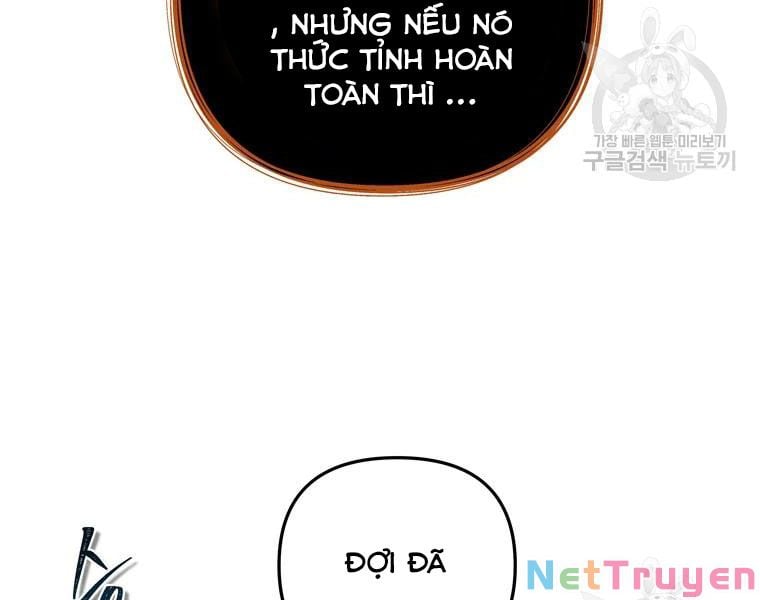 , NHƯNG NẾU NÓ
THỨC TỈNH HOÀN
TOÀN THÌ ...
가장 빠른 웹툰 미리보기
구글검색 뉴토끼
ĐỢI ĐÃ
NetTruyen